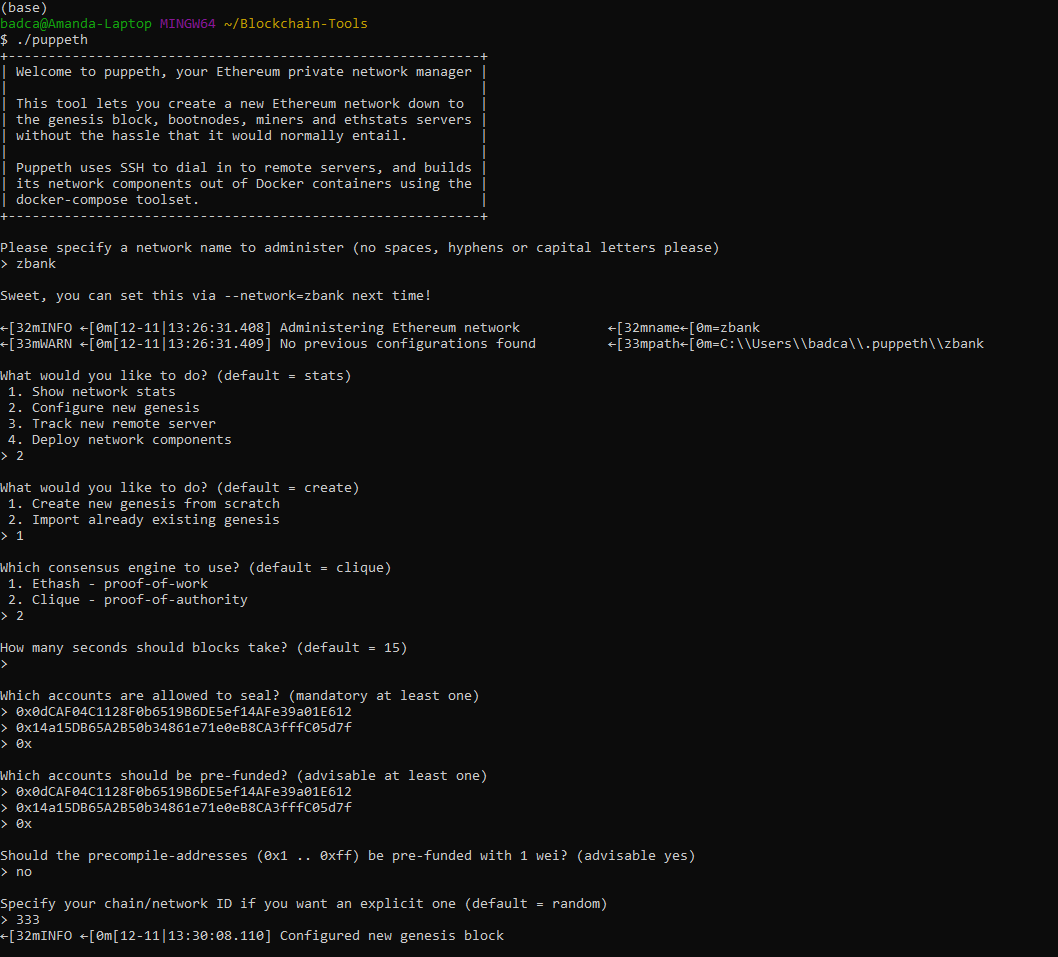 (base)
badca@Amanda-Laptop MINGW64 ~/Blockchain-Tools
$ ./puppeth
+-----------------------------------------------------------+
| Welcome to puppeth, your Ethereum private network manager |
|                                                           |
| This tool lets you create a new Ethereum network down to  |
| the genesis block, bootnodes, miners and ethstats servers |
| without the hassle that it would normally entail.         |
|                                                           |
| Puppeth uses SSH to dial in to remote servers, and builds |
| its network components out of Docker containers using the |
| docker-compose toolset.                                   |
+-----------------------------------------------------------+
Please specify a network name to administer (no spaces, hyphens or capital letters please)
> zbank
Sweet, you can set this via --network=zbank next time!
←[32mINFO ←[0m[12-11|13:26:31.408] Administering Ethereum network           ←[32mname←[0m=zbank
←[33mWARN ←[0m[12-11|13:26:31.409] No previous configurations found         ←[33mpath←[0m=C:\\Users\\badca\\.puppeth\\zbank
What would you like to do? (default = stats)
 1. Show network stats
 2. Configure new genesis
 3. Track new remote server
 4. Deploy network components
> 2
What would you like to do? (default = create)
 1. Create new genesis from scratch
 2. Import already existing genesis
> 1
Which consensus engine to use? (default = clique)
 1. Ethash - proof-of-work
 2. Clique - proof-of-authority
> 2
How many seconds should blocks take? (default = 15)
>
Which accounts are allowed to seal? (mandatory at least one)
> 0x0dCAF04C1128F0b6519B6DE5ef14AFe39a01E612
> 0x14a15DB65A2B50b34861e71e0eB8CA3fffC05d7f
> 0x
Which accounts should be pre-funded? (advisable at least one)
> 0x0dCAF04C1128F0b6519B6DE5ef14AFe39a01E612
> 0x14a15DB65A2B50b34861e71e0eB8CA3fffC05d7f
> 0x
Should the precompile-addresses (0x1 .. 0xff) be pre-funded with 1 wei? (advisable yes)
> no
Specify your chain/network ID if you want an explicit one (default = random)
> 333
←[32mINFO ←[0m[12-11|13:30:08.110] Configured new genesis block